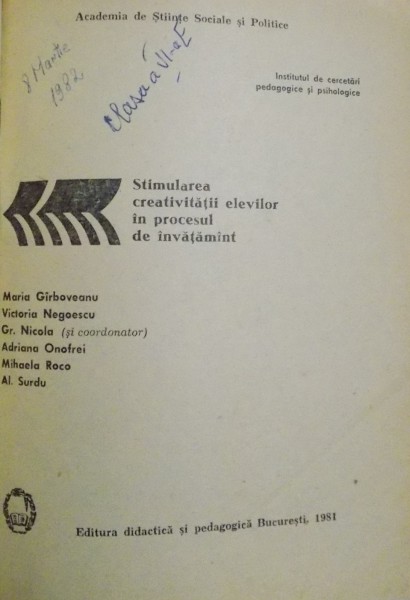 Academia de Științe Sociale și Politice
8 Martie
1982
clasa a VI-a E
Institutul de cercetări
pedagogice și psihologice
Stimularea
creativității elevilor
în procesul
de învățămînt
Maria Gîrboveanu
Victoria Negoescu
Gr. Nicola (și coordonator)
Adriana Onofrei
Mihaela Roco
Al. Surdu
Editura didactică și pedagogică București, 1981